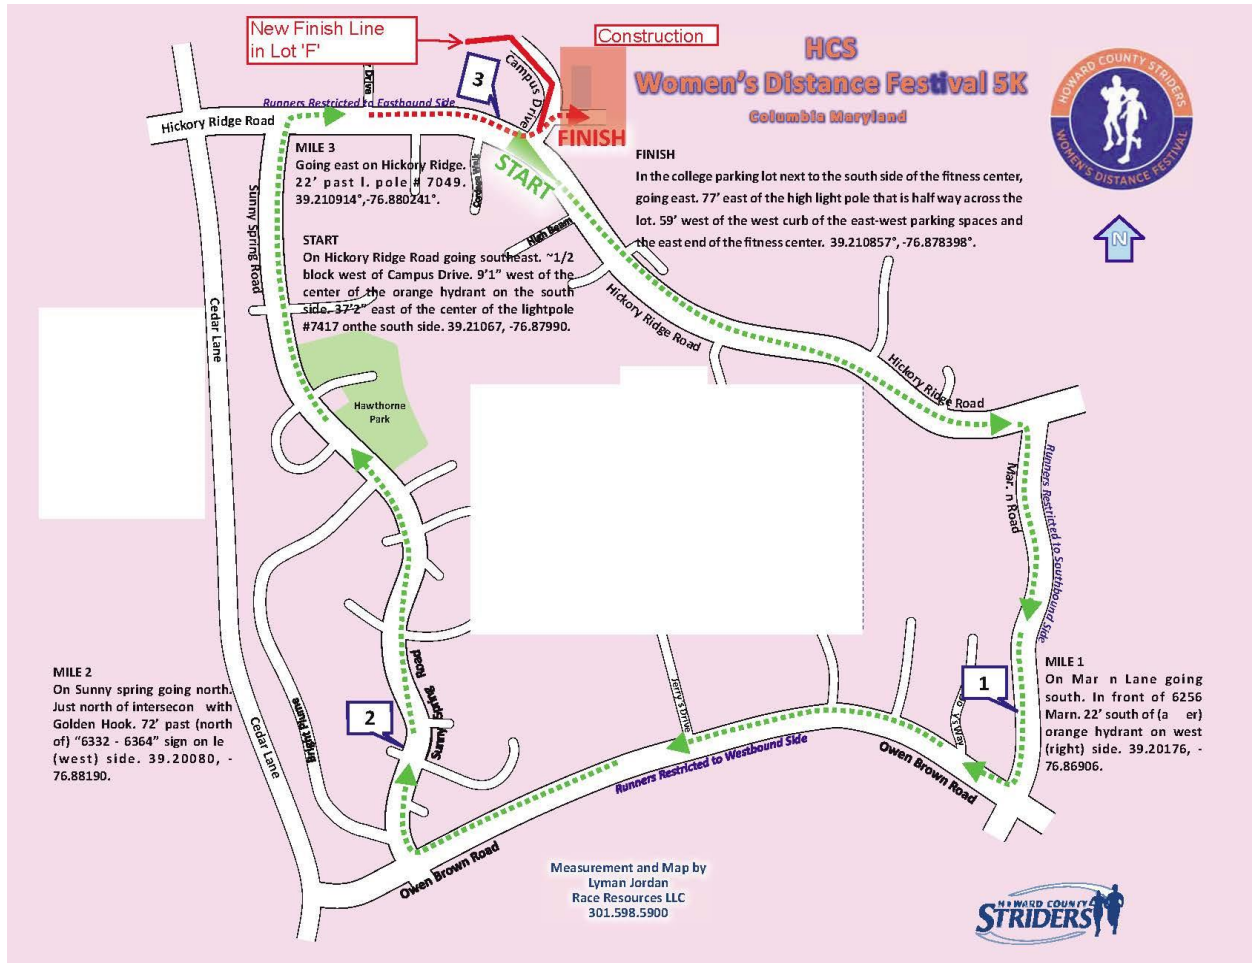 New Finish Line
in Lot 'F'
Construction
HCS
Women's Distance Festival 5K
Columbia Maryland
HOWARD COUNTY STRIDERS
WOMEN'S DISTANCE FESTIVAL
N
Campus Drive
3
Drive
Runners Restricted to Eastbound Side
Hickory Ridge Road
FINISH
START
MILE 3
Going east on Hickory Ridge.
22' past l. pole # 7049.
39.210914°,-76.880241°.
FINISH
In the college parking lot next to the south side of the fitness center,
going east. 77' east of the high light pole that is half way across the
lot. 59' west of the west curb of the east-west parking spaces and
the east end of the fitness center. 39.210857°, -76.878398°.
Walk
High Beam
Sunny Spring Road
START
On Hickory Ridge Road going southeast. ~1/2
block west of Campus Drive. 9'1" west of the
center of the orange hydrant on the south
side. 37'2" east of the center of the lightpole
#7417 onthe south side. 39.21067, -76.87990.
Hickory Ridge Road
Cedar Lane
Hickory Ridge Road
Hawthorne
Park
Mar. n Road
Runners Restricted to Southbound Side
MILE 1
On Mar n Lane going
south. In front of 6256
Marn. 22' south of (a er)
orange hydrant on west
(right) side. 39.20176, -
76.86906.
1
MILE 2
On Sunny spring going north.
Just north of intersecon with
Golden Hook. 72' past (north
of) "6332 - 6364" sign on le
(west) side. 39.20080, -
76.88190.
2
Sunny Spring Road
Bright Plume
Cedar Lane
Jerry's Drive
Way
Owen Brown Road
Runners Restricted to Westbound Side
Owen Brown Road
Measurement and Map by
Lyman Jordan
Race Resources LLC
301.598.5900
HOWARD COUNTY
STRIDERS